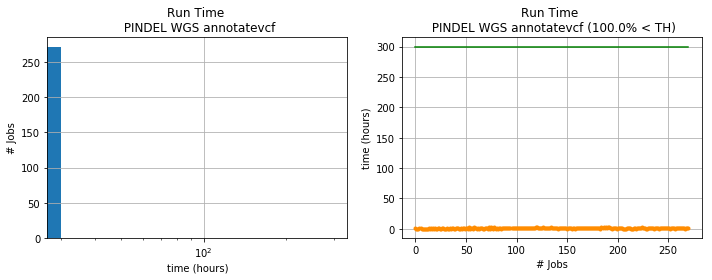 Run Time
PINDEL WGS annotatevcf
# Jobs
250
200
150
100
50
0
10²
time (hours)
Run Time
PINDEL WGS annotatevcf (100.0% < TH)
time (hours)
300
250
200
150
100
50
0
0 50 100 150 200 250
# Jobs